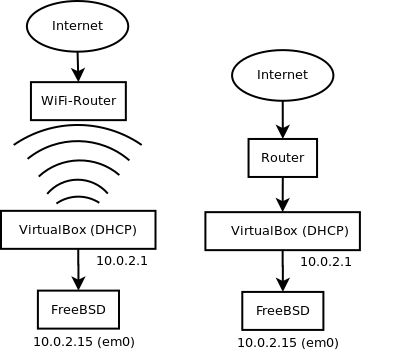 Internet
WiFi-Router
VirtualBox (DHCP)
10.0.2.1
FreeBSD
10.0.2.15 (em0)
Internet
Router
VirtualBox (DHCP)
10.0.2.1
FreeBSD
10.0.2.15 (em0)